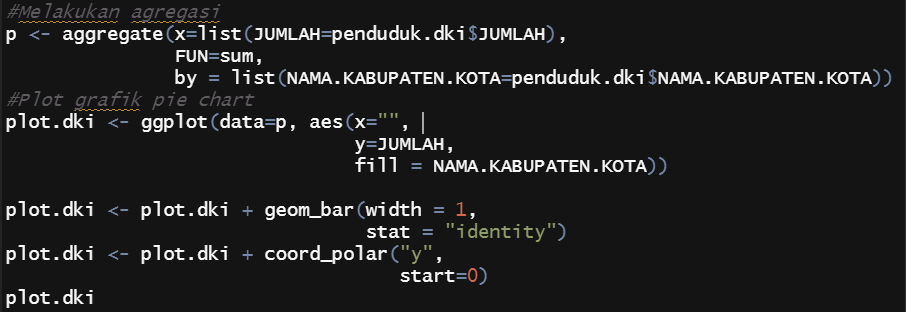 #Melakukan agregasi
p <- aggregate(x=list(JUMLAH=penduduk.dki$JUMLAH),
FUN=sum,
by = list(NAMA.KABUPATEN.KOTA=penduduk.dki$NAMA.KABUPATEN.KOTA))
#Plot grafik pie chart
plot.dki <- ggplot(data=p, aes(x="",
y=JUMLAH,
fill = NAMA.KABUPATEN.KOTA))
plot.dki <- plot.dki + geom_bar(width = 1,
stat = "identity")
plot.dki <- plot.dki + coord_polar("y",
start=0)
plot.dki